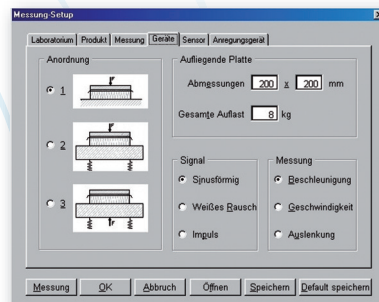 Messung-Setup
Laboratorium Produkt Messung Geräte Sensor Anregungsgerät
Anordnung
1
F
2
F
3
F
Aufliegende Platte
Abmessungen 200 x 200 mm
Gesamte Auflast 8 kg
Signal
Sinusförmig
Weißes Rausch
Impuls
Messung
Beschleunigung
Geschwindigkeit
Auslenkung
Messung OK Abbruch Öffnen Speichern Default speichern